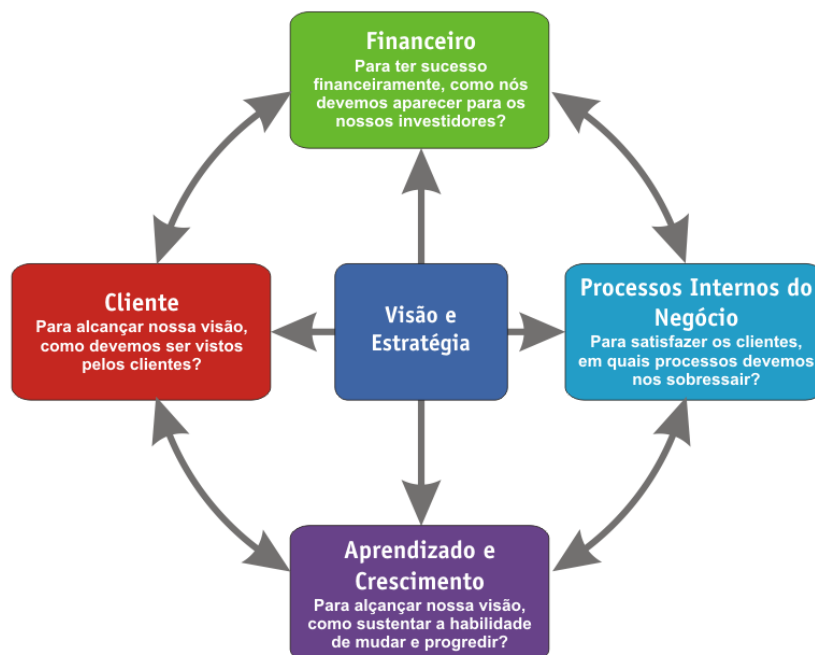 Financeiro
Para ter sucesso
financeiramente, como nós
devemos aparecer para os
nossos investidores?
Cliente
Para alcançar nossa visão,
como devemos ser vistos
pelos clientes?
Visão e
Estratégia
Processos Internos do
Negócio
Para satisfazer os clientes,
em quais processos devemos
nos sobressair?
Aprendizado e
Crescimento
Para alçançar nossa visão,
como sustentar a habilidade
de mudar e progredir?